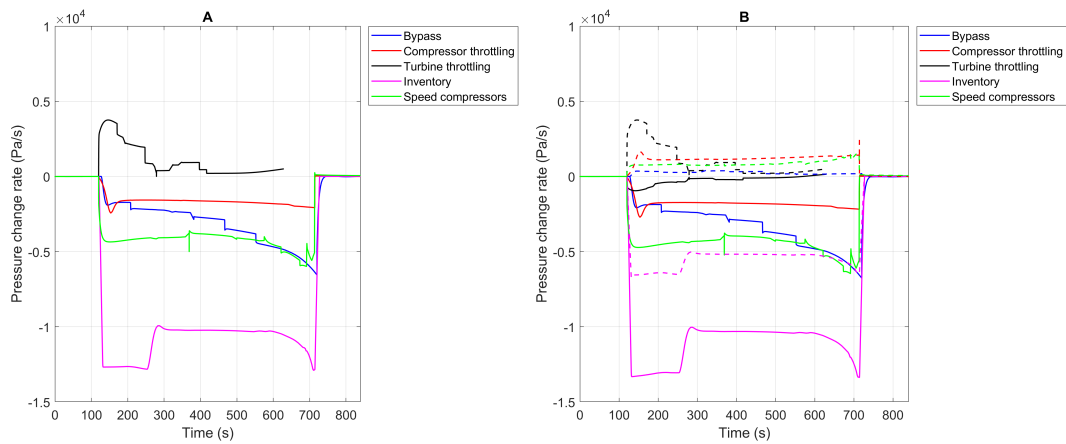 A
×10⁴
1
0.5
0
-0.5
-1
-1.5
Pressure change rate (Pa/s)
0 100 200 300 400 500 600 700 800
Time (s)
Bypass
Compressor throttling
Turbine throttling
Inventory
Speed compressors
B
×10⁴
1
0.5
0
-0.5
-1
-1.5
Pressure change rate (Pa/s)
0 100 200 300 400 500 600 700 800
Time (s)
Bypass
Compressor throttling
Turbine throttling
Inventory
Speed compressors